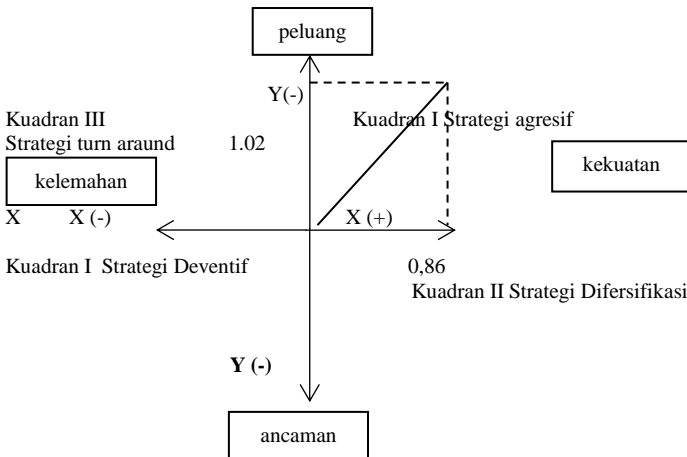 peluang
Y(-)
Kuadran III
Kuadran I Strategi agresif
Strategi turn araund
1.02
kekuatan
kelemahan
X X (-)
X (+)
Kuadran I Strategi Deventif
0,86
Kuadran II Strategi Difersifikasi
Y (-)
ancaman